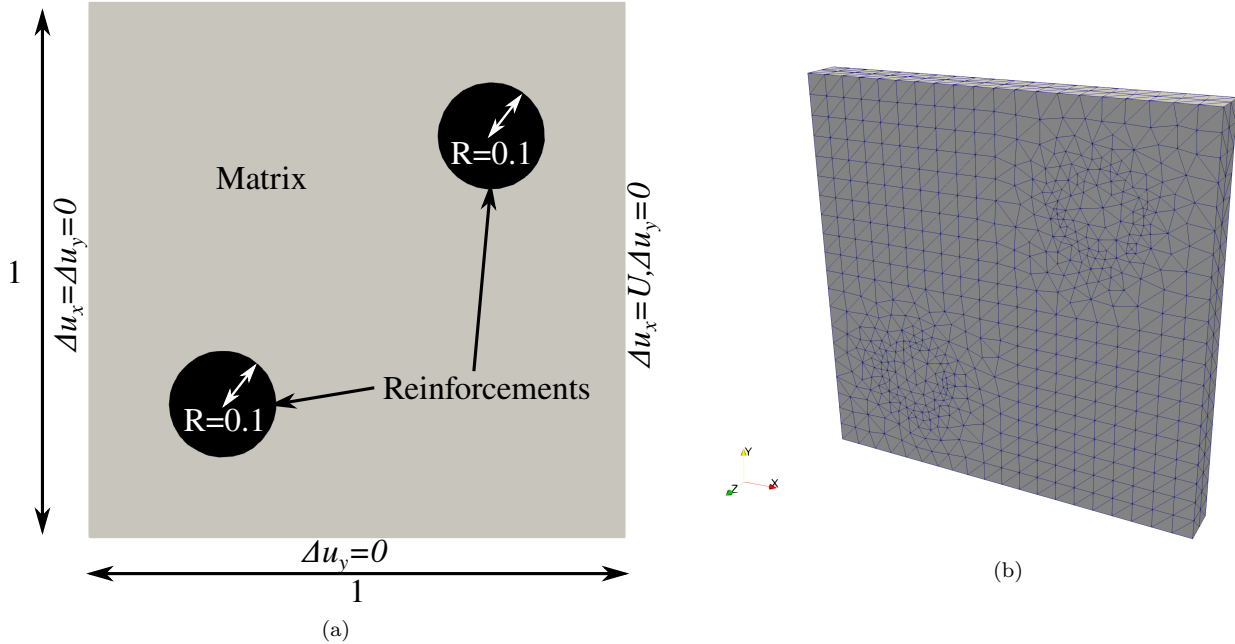 R=0.1
Matrix
Δu_x=Δu_y=0
1
Δu_x=U,Δu_y=0
Reinforcements
R=0.1
Δu_y=0
1
(a)
Y
Z
X
(b)